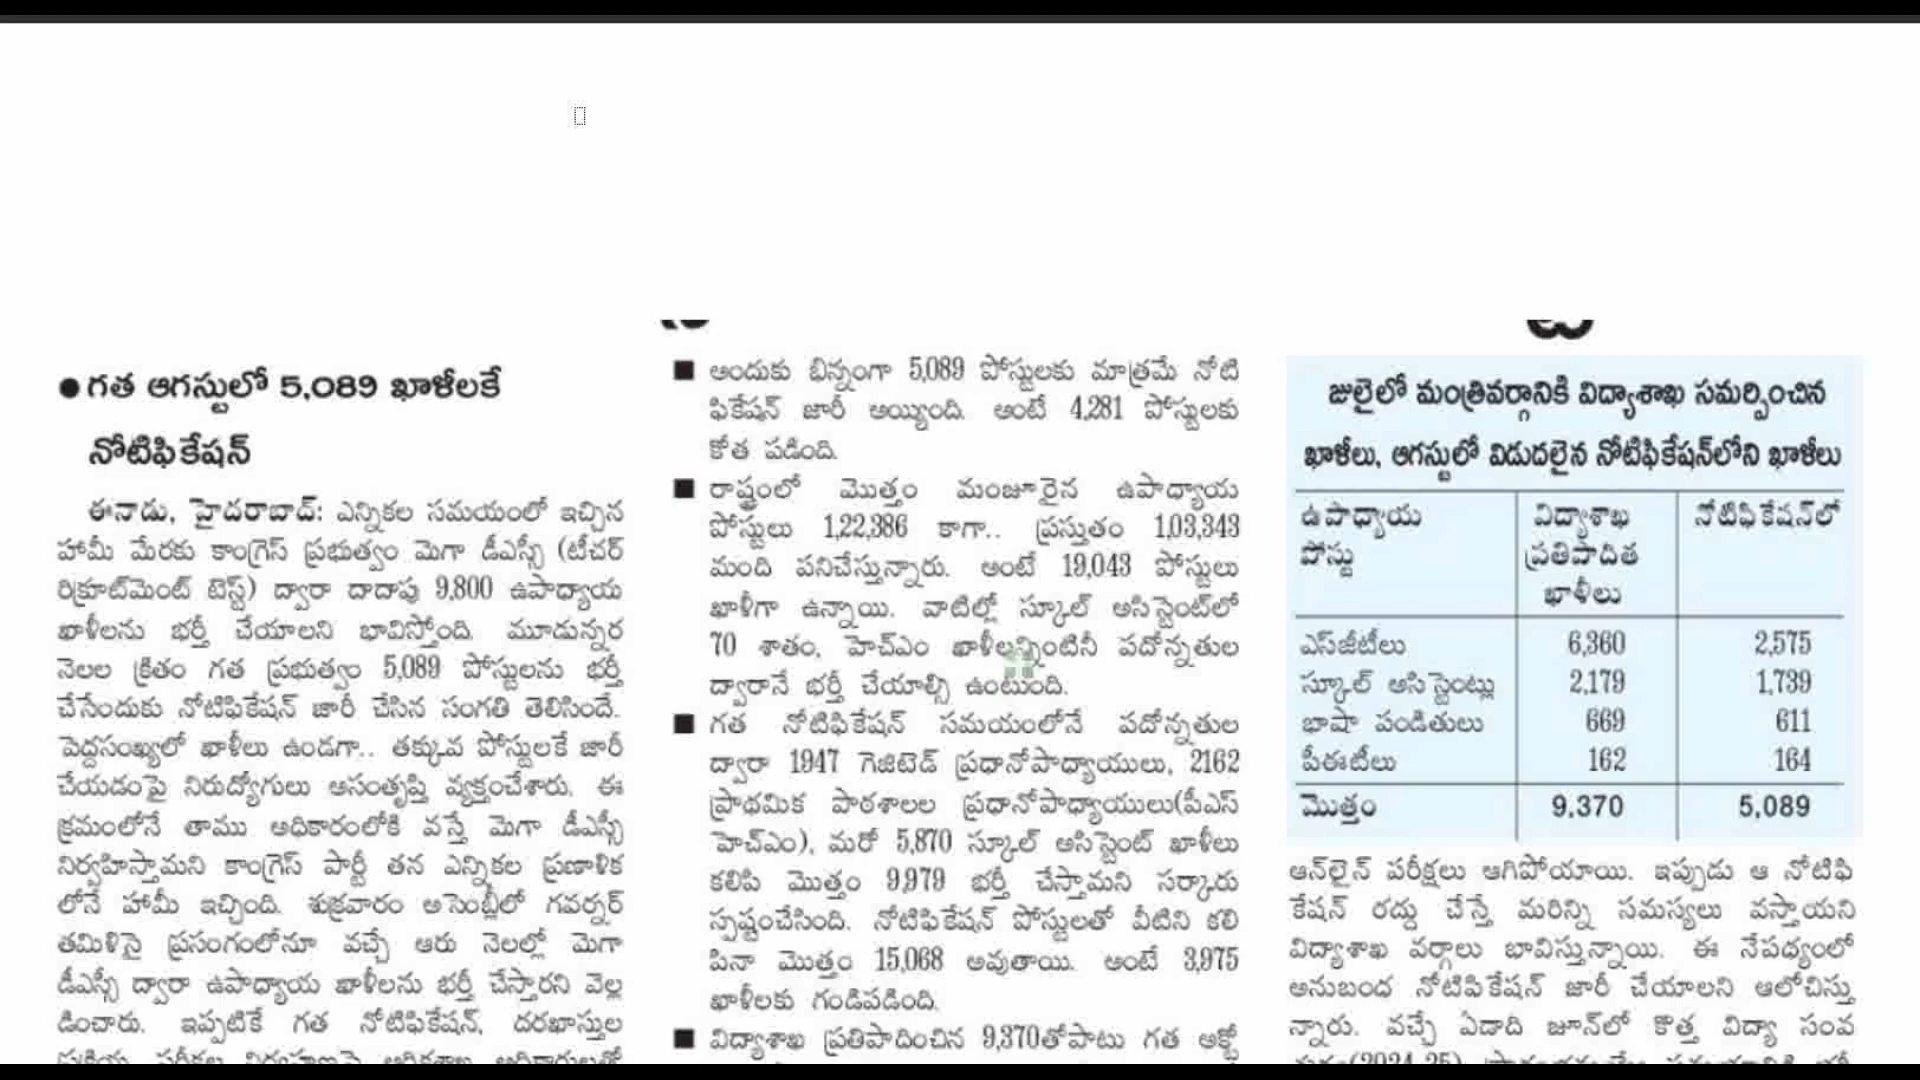 ● గత ఆగస్టులో 5,089 ఖాళీలకే
నోటిఫికేషన్
ఈనాడు, హైదరాబాద్: ఎన్నికల సమయంలో ఇచ్చిన
హామీ మేరకు కాంగ్రెస్ ప్రభుత్వం మెగా డీఎస్సీ (టీచర్
రిక్రూట్‌మెంట్ టెస్ట్) ద్వారా దాదాపు 9,800 ఉపాధ్యాయ
ఖాళీలను భర్తీ చేయాలని భావిస్తోంది. మూడున్నర
నెలల క్రితం గత ప్రభుత్వం 5,089 పోస్టులను భర్తీ
చేసేందుకు నోటిఫికేషన్ జారీ చేసిన సంగతి తెలిసిందే.
పెద్దసంఖ్యలో ఖాళీలు ఉండగా.. తక్కువ పోస్టులకే జారీ
చేయడంపై నిరుద్యోగులు అసంతృప్తి వ్యక్తంచేశారు. ఈ
క్రమంలోనే తాము అధికారంలోకి వస్తే మెగా డీఎస్సీ
నిర్వహిస్తామని కాంగ్రెస్ పార్టీ తన ఎన్నికల ప్రణాళిక
లోనే హామీ ఇచ్చింది. శుక్రవారం అసెంబ్లీలో గవర్నర్
తమిళిసై ప్రసంగంలోనూ వచ్చే ఆరు నెలల్లో మెగా
డీఎస్సీ ద్వారా ఉపాధ్యాయ ఖాళీలను భర్తీ చేస్తారని వెల్ల
డించారు. ఇప్పటికే గత నోటిఫికేషన్, దరఖాస్తుల
■ అందుకు భిన్నంగా 5,089 పోస్టులకు మాత్రమే నోటి
ఫికేషన్ జారీ అయ్యింది. అంటే 4,281 పోస్టులకు
కోత పడింది.
■ రాష్ట్రంలో మొత్తం మంజూరైన ఉపాధ్యాయ
పోస్టులు 1,22,386 కాగా.. ప్రస్తుతం 1,03,343
మంది పనిచేస్తున్నారు. అంటే 19,043 పోస్టులు
ఖాళీగా ఉన్నాయి. వాటిల్లో స్కూల్ అసిస్టెంట్‌లో
70 శాతం, హెచ్ఎం ఖాళీలన్నింటినీ పదోన్నతుల
ద్వారానే భర్తీ చేయాల్సి ఉంటుంది.
■ గత నోటిఫికేషన్ సమయంలోనే పదోన్నతుల
ద్వారా 1947 గెజిటెడ్ ప్రధానోపాధ్యాయులు, 2162
ప్రాథమిక పాఠశాలల ప్రధానోపాధ్యాయులు(పీఎస్
హెచ్ఎం), మరో 5,870 స్కూల్ అసిస్టెంట్ ఖాళీలు
కలిపి మొత్తం 9,979 భర్తీ చేస్తామని సర్కారు
స్పష్టంచేసింది. నోటిఫికేషన్ పోస్టులతో వీటిని కలి
పినా మొత్తం 15,068 అవుతాయి. అంటే 3,975
ఖాళీలకు గండిపడింది.
■ విద్యాశాఖ ప్రతిపాదించిన 9,370తోపాటు గత అక్టో
జులైలో మంత్రివర్గానికి విద్యాశాఖ సమర్పించిన
ఖాళీలు, ఆగస్టులో విడుదలైన నోటిఫికేషన్‌లోని ఖాళీలు
ఉపాధ్యాయ పోస్టు విద్యాశాఖ ప్రతిపాదిత ఖాళీలు నోటిఫికేషన్‌లో
ఎస్‌జీటీలు 6,360 2,575
స్కూల్ అసిస్టెంట్లు 2,179 1,739
భాషా పండితులు 669 611
పీఈటీలు 162 164
మొత్తం 9,370 5,089
ఆన్‌లైన్ పరీక్షలు ఆగిపోయాయి. ఇప్పుడు ఆ నోటిఫి
కేషన్ రద్దు చేస్తే మరిన్ని సమస్యలు వస్తాయని
విద్యాశాఖ వర్గాలు భావిస్తున్నాయి. ఈ నేపథ్యంలో
అనుబంధ నోటిఫికేషన్ జారీ చేయాలని ఆలోచిస్తు
న్నారు. వచ్చే ఏడాది జూన్‌లో కొత్త విద్యా సంవ